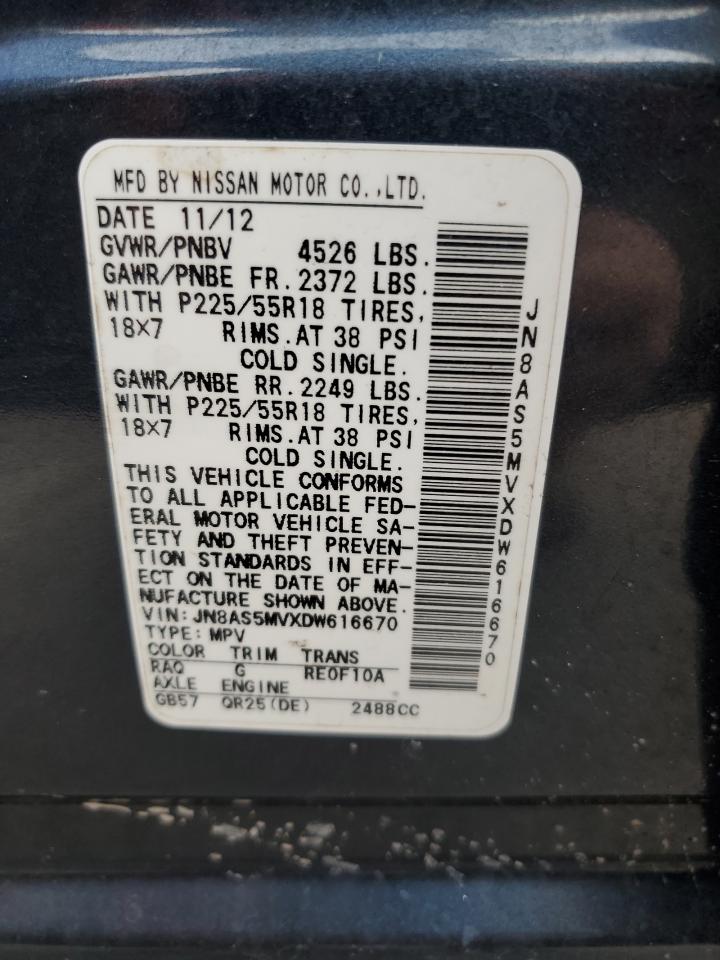 MFD BY NISSAN MOTOR CO.,LTD.
DATE 11/12
GVWR/PNBV 4526 LBS.
GAWR/PNBE FR. 2372 LBS.
WITH P225/55R18 TIRES,
18X7 RIMS.AT 38 PSI
COLD SINGLE.
GAWR/PNBE RR. 2249 LBS.
WITH P225/55R18 TIRES,
18X7 RIMS.AT 38 PSI
COLD SINGLE.
THIS VEHICLE CONFORMS
TO ALL APPLICABLE FED-
ERAL MOTOR VEHICLE SA-
FETY AND THEFT PREVEN-
TION STANDARDS IN EFF-
ECT ON THE DATE OF MA-
NUFACTURE SHOWN ABOVE.
VIN: JN8AS5MVXDW616670
TYPE: MPV
COLOR TRIM TRANS
RAQ G RE0F10A
AXLE ENGINE
GB57 QR25(DE) 2488CC
JN8AS5MVXDW616670